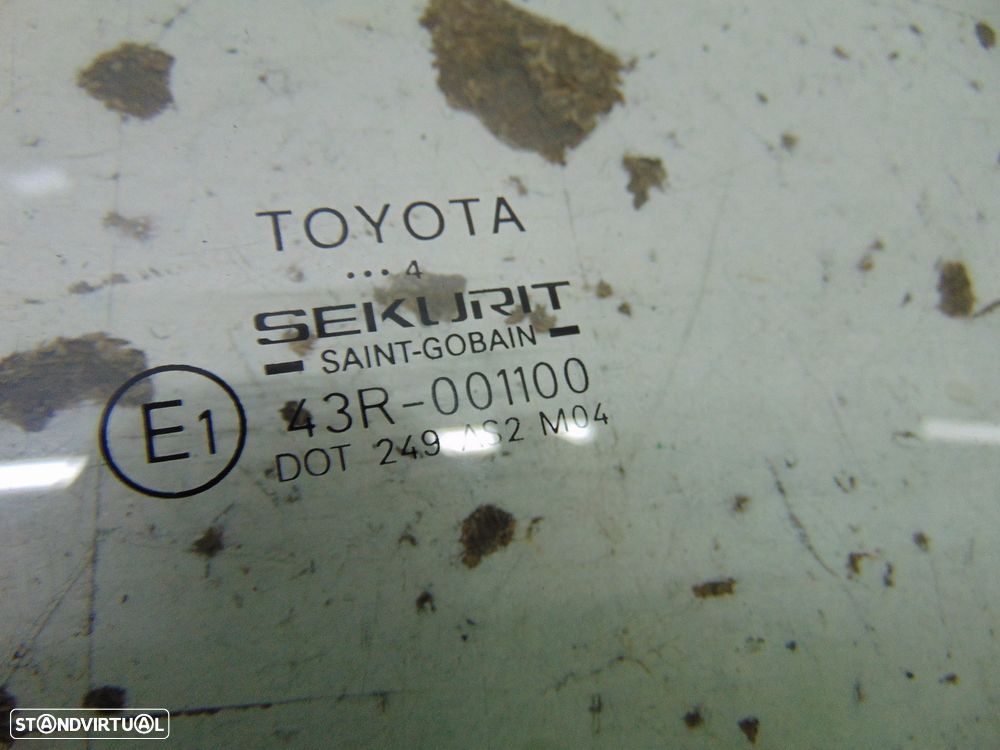 TOYOTA
... 4
SEKURIT
SAINT-GOBAIN
E1
43R-001100
DOT 249 AS2 M04
STANDVIRTUAL